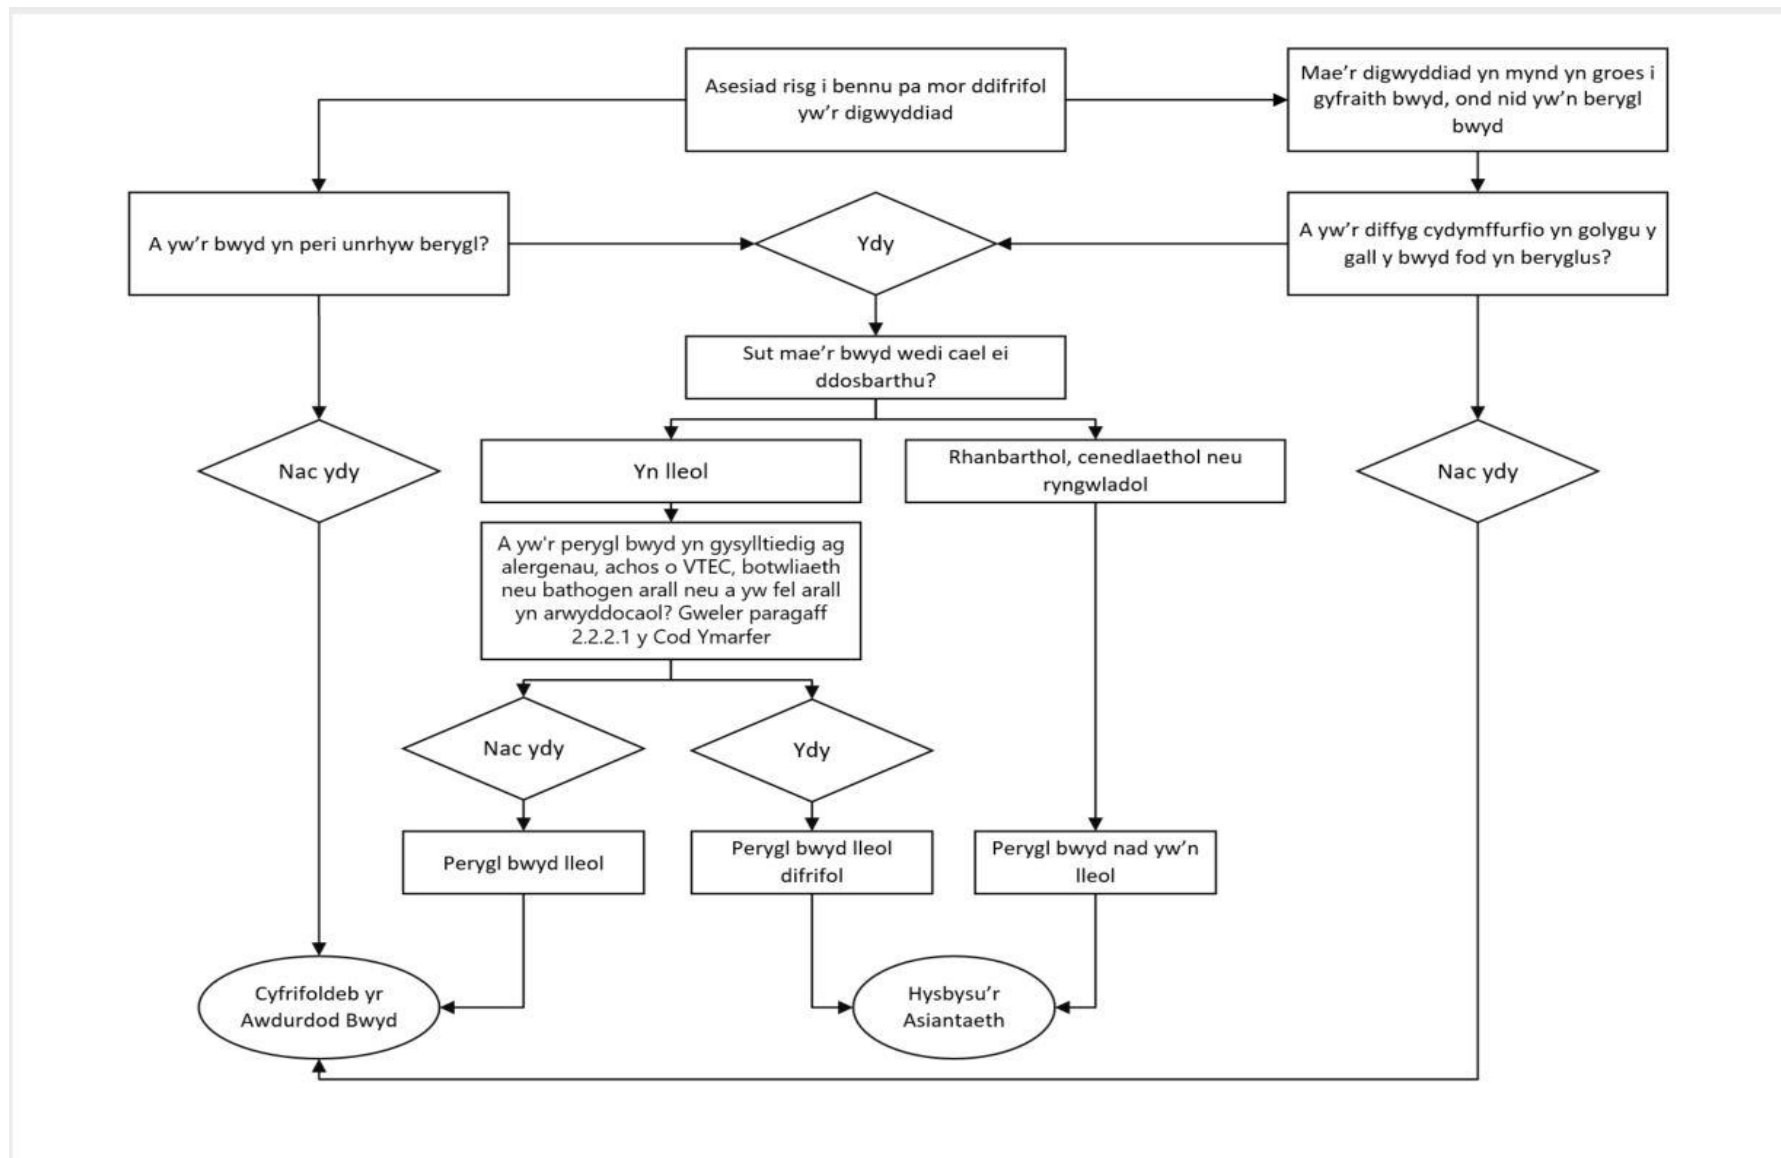 Asesiad risg i bennu pa mor ddifrifol
yw'r digwyddiad
Mae'r digwyddiad yn mynd yn groes i
gyfraith bwyd, ond nid yw'n berygl
bwyd
A yw'r bwyd yn peri unrhyw berygl?
Ydy
A yw'r diffyg cydymffurfio yn golygu y
gall y bwyd fod yn beryglus?
Sut mae'r bwyd wedi cael ei
ddosbarthu?
Nac ydy
Yn lleol
Rhanbarthol, cenedlaethol neu
ryngwladol
Nac ydy
A yw'r perygl bwyd yn gysylltiedig ag
alergenau, achos o VTEC, botwliaeth
neu bathogen arall neu a yw fel arall
yn arwyddocaol? Gweler paragaff
2.2.2.1 y Cod Ymarfer
Nac ydy
Ydy
Perygl bwyd lleol
Perygl bwyd lleol
difrifol
Perygl bwyd nad yw'n
lleol
Cyfrifoldeb yr
Awdurdod Bwyd
Hysbysu'r
Asiantaeth